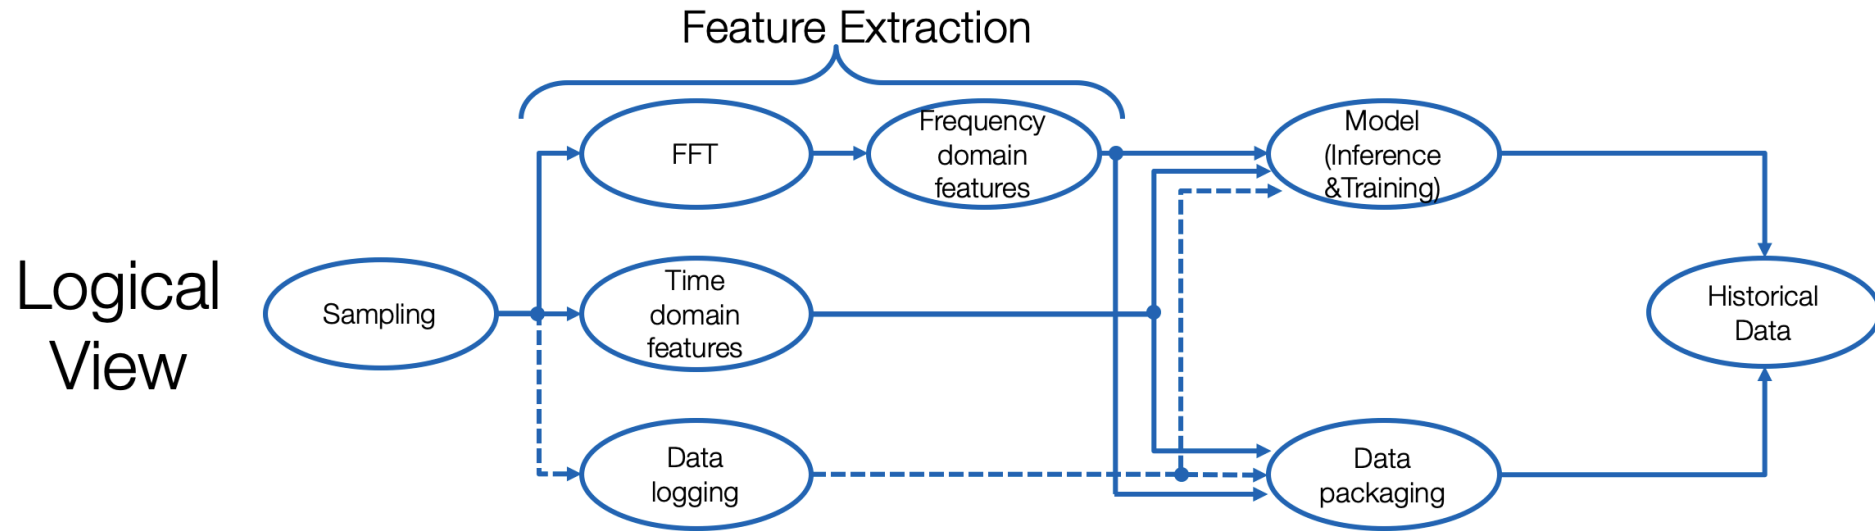 Feature Extraction
Logical
View
Sampling
FFT
Frequency
domain
features
Time
domain
features
Data
logging
Model
(Inference
&Training)
Data
packaging
Historical
Data